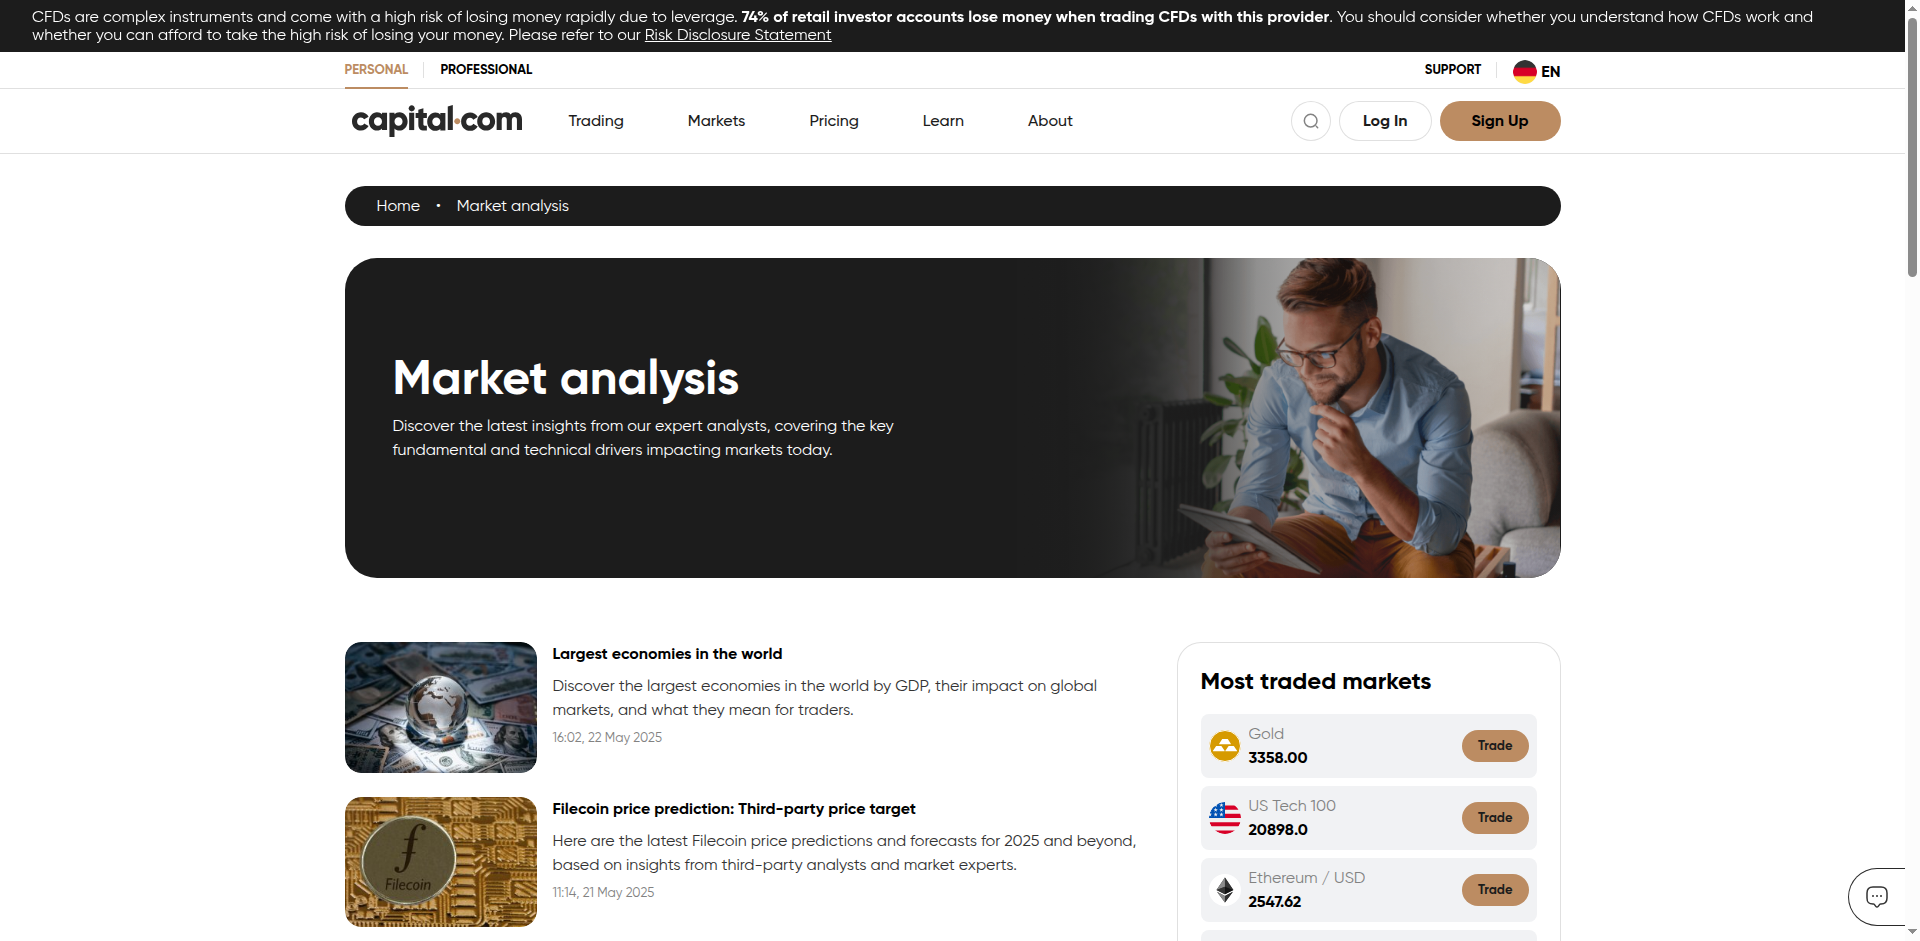 CFDs are complex instruments and come with a high risk of losing money rapidly due to leverage. 74% of retail investor accounts lose money when trading CFDs with this provider. You should consider whether you understand how CFDs work and
whether you can afford to take the high risk of losing your money. Please refer to our Risk Disclosure Statement
PERSONAL PROFESSIONAL SUPPORT EN
capital.com Trading Markets Pricing Learn About Log In Sign Up
Home • Market analysis
Market analysis
Discover the latest insights from our expert analysts, covering the key
fundamental and technical drivers impacting markets today.
Largest economies in the world
Discover the largest economies in the world by GDP, their impact on global
markets, and what they mean for traders.
16:02, 22 May 2025
Filecoin
Filecoin price prediction: Third-party price target
Here are the latest Filecoin price predictions and forecasts for 2025 and beyond,
based on insights from third-party analysts and market experts.
11:14, 21 May 2025
Most traded markets
Gold
3358.00
Trade
US Tech 100
20898.0
Trade
Ethereum / USD
2547.62
Trade